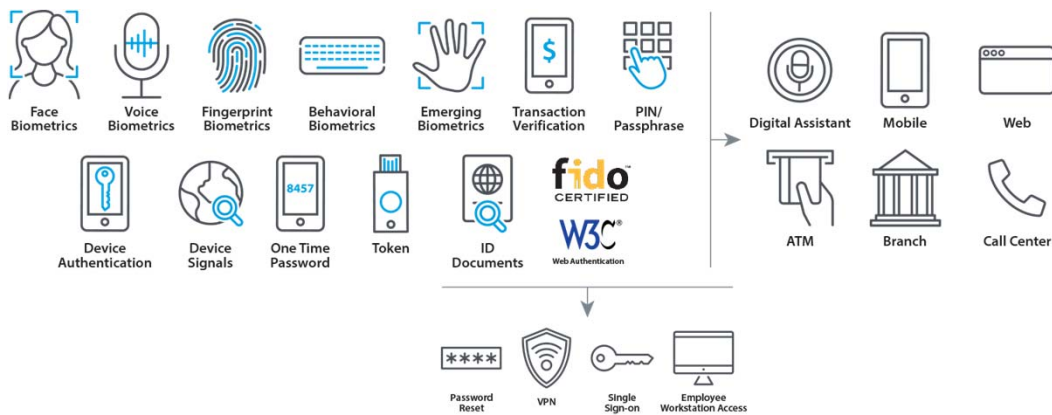 $
Face
Biometrics
Voice
Biometrics
Fingerprint
Biometrics
Behavioral
Biometrics
Emerging
Biometrics
Transaction
Verification
PIN/
Passphrase
8457
Device
Authentication
Device
Signals
One Time
Password
Token
ID
Documents
fido™
CERTIFIED
W3C®
Web Authentication
Digital Assistant
Mobile
Web
ATM
Branch
Call Center
****
Password
Reset
VPN
Single
Sign-on
Employee
Workstation Access